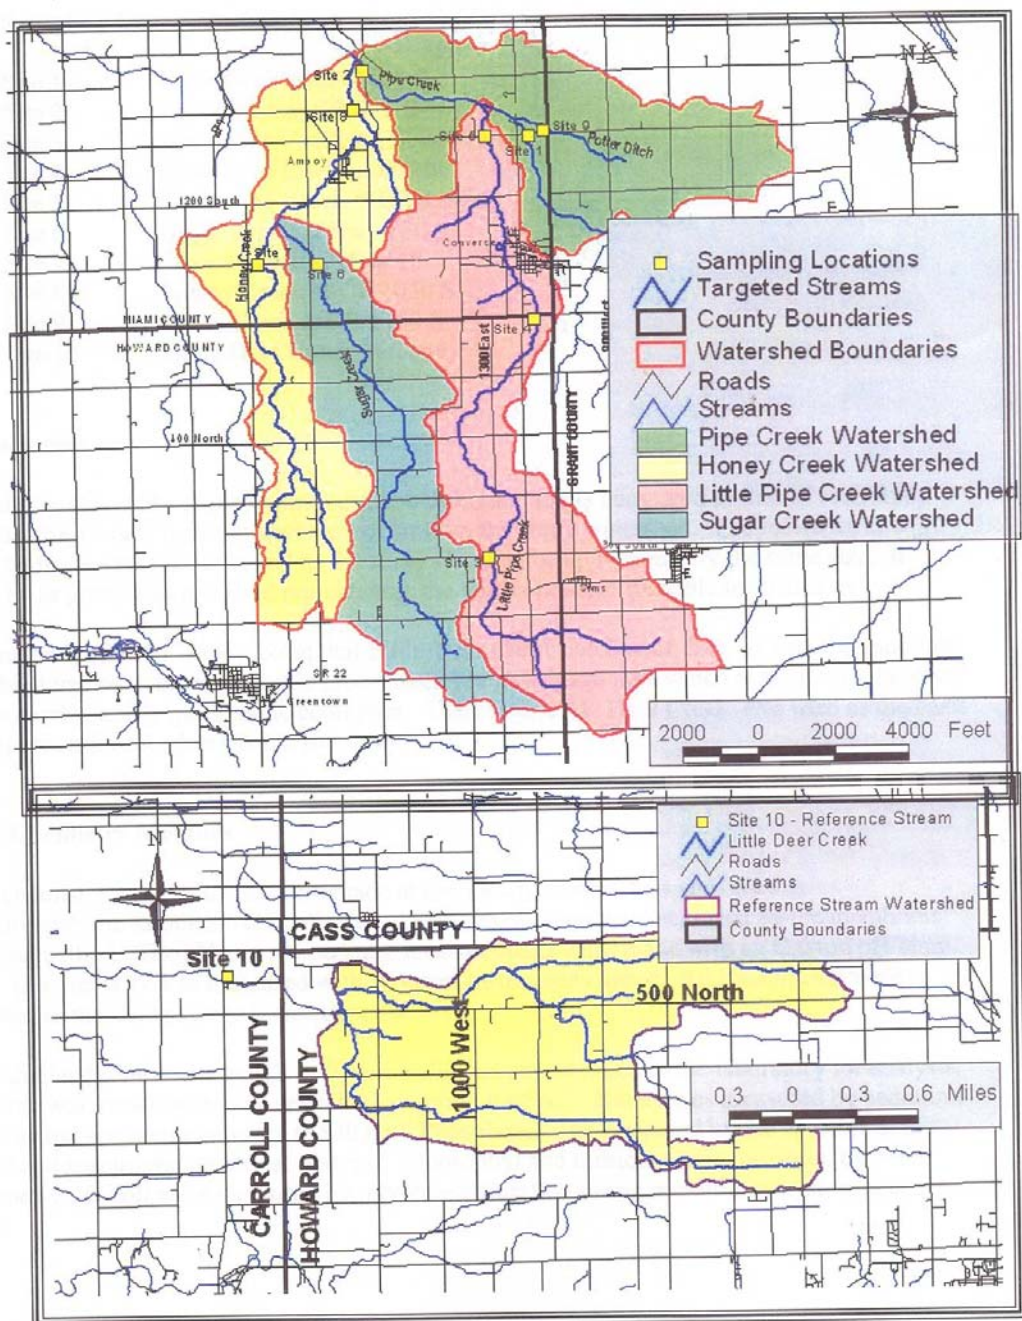 N
Site 2
Pipe Creek
Site 8
Site 9
Site 1
Potter Ditch
Amboy
1200 South
Converse
Honey Creek
Site 7
Site 6
MIAMI COUNTY
HOWARD COUNTY
Site 4
1300 East
Sugar Creek
400 North
GRANT COUNTY
Site 3
Little Pipe Creek
SR 22
Greentown
Sampling Locations
Targeted Streams
County Boundaries
Watershed Boundaries
Roads
Streams
Pipe Creek Watershed
Honey Creek Watershed
Little Pipe Creek Watershed
Sugar Creek Watershed
2000 0 2000 4000 Feet
N
Site 10 - Reference Stream
Little Deer Creek
Roads
Streams
Reference Stream Watershed
County Boundaries
CASS COUNTY
Site 10
500 North
1000 West
CARROLL COUNTY
HOWARD COUNTY
0.3 0 0.3 0.6 Miles